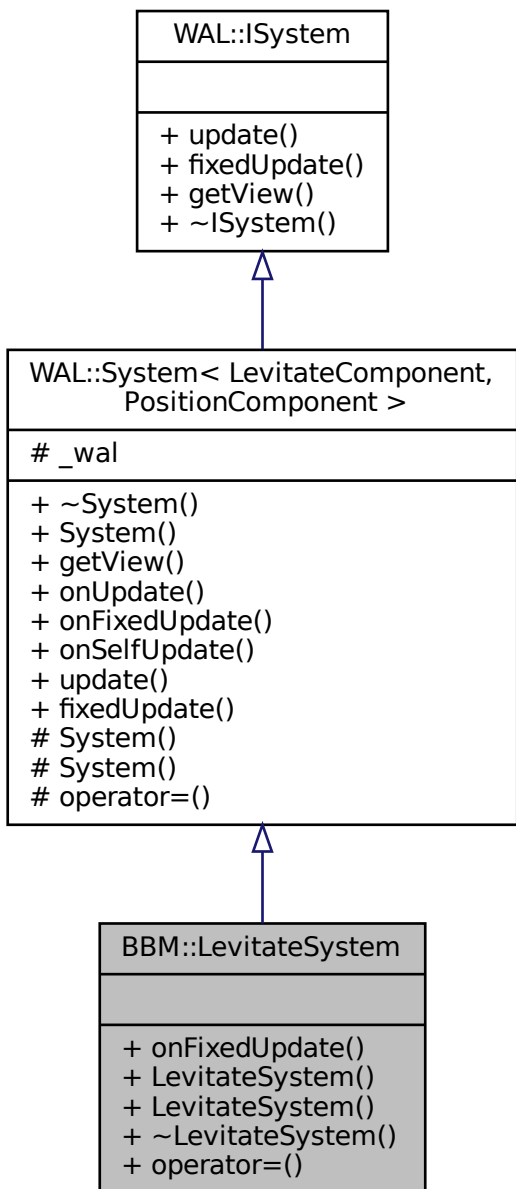 WAL::ISystem
+ update()
+ fixedUpdate()
+ getView()
+ ~ISystem()
WAL::System< LevitateComponent,
PositionComponent >
# _wal
+ ~System()
+ System()
+ getView()
+ onUpdate()
+ onFixedUpdate()
+ onSelfUpdate()
+ update()
+ fixedUpdate()
# System()
# System()
# operator=()
BBM::LevitateSystem
+ onFixedUpdate()
+ LevitateSystem()
+ LevitateSystem()
+ ~LevitateSystem()
+ operator=()